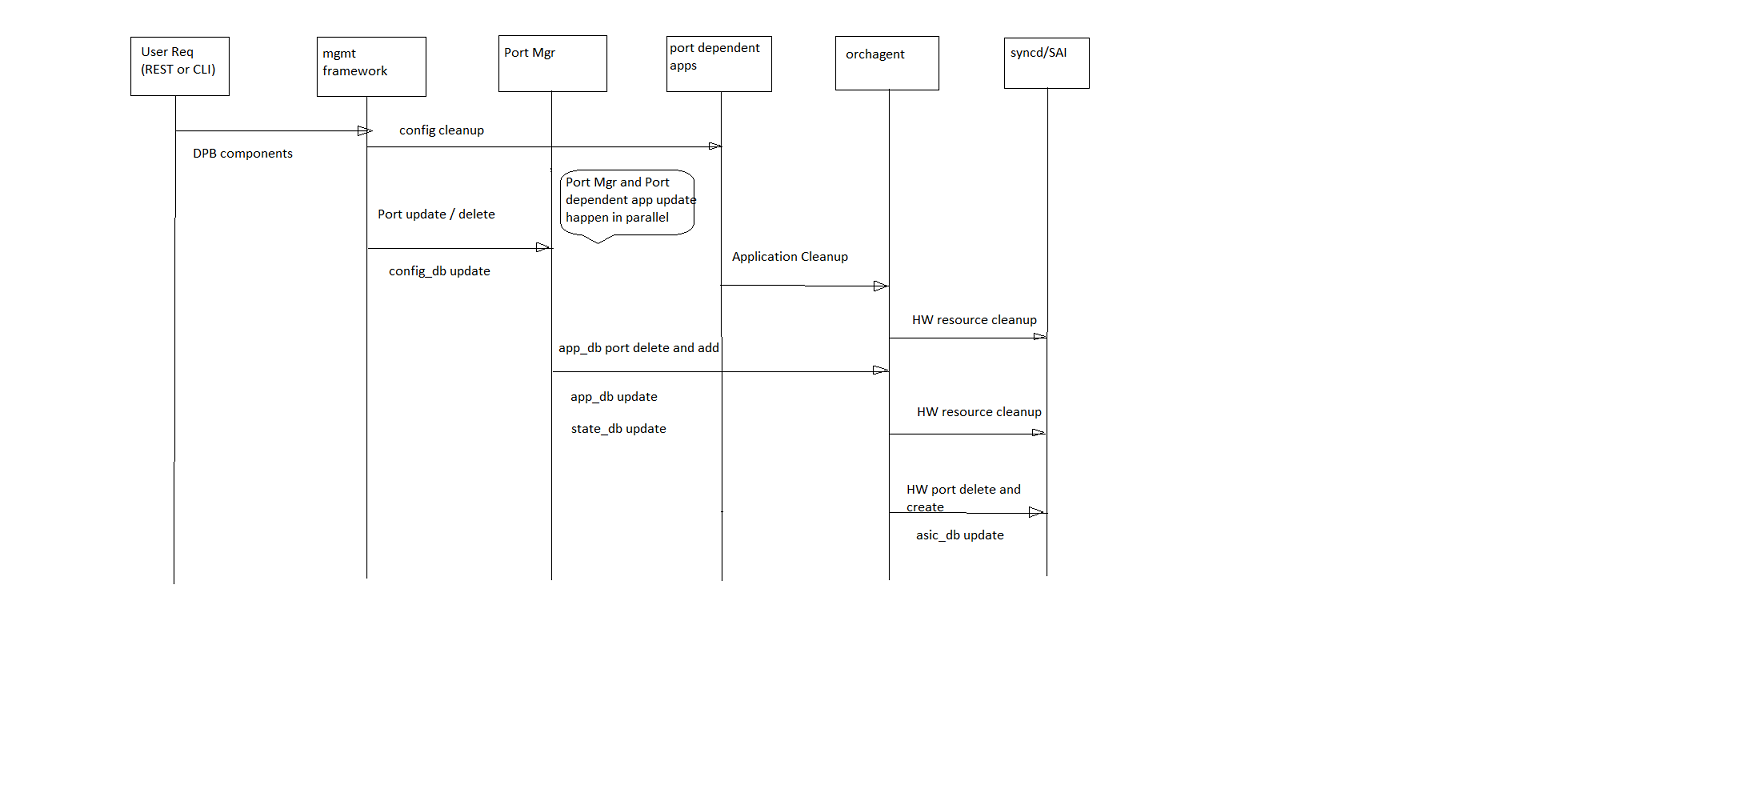 User Req
(REST or CLI)
mgmt
framework
Port Mgr
port dependent
apps
orchagent
syncd/SAI
config cleanup
DPB components
Port Mgr and Port
dependent app update
happen in parallel
Port update / delete
config_db update
Application Cleanup
HW resource cleanup
app_db port delete and add
app_db update
state_db update
HW resource cleanup
HW port delete and
create
asic_db update